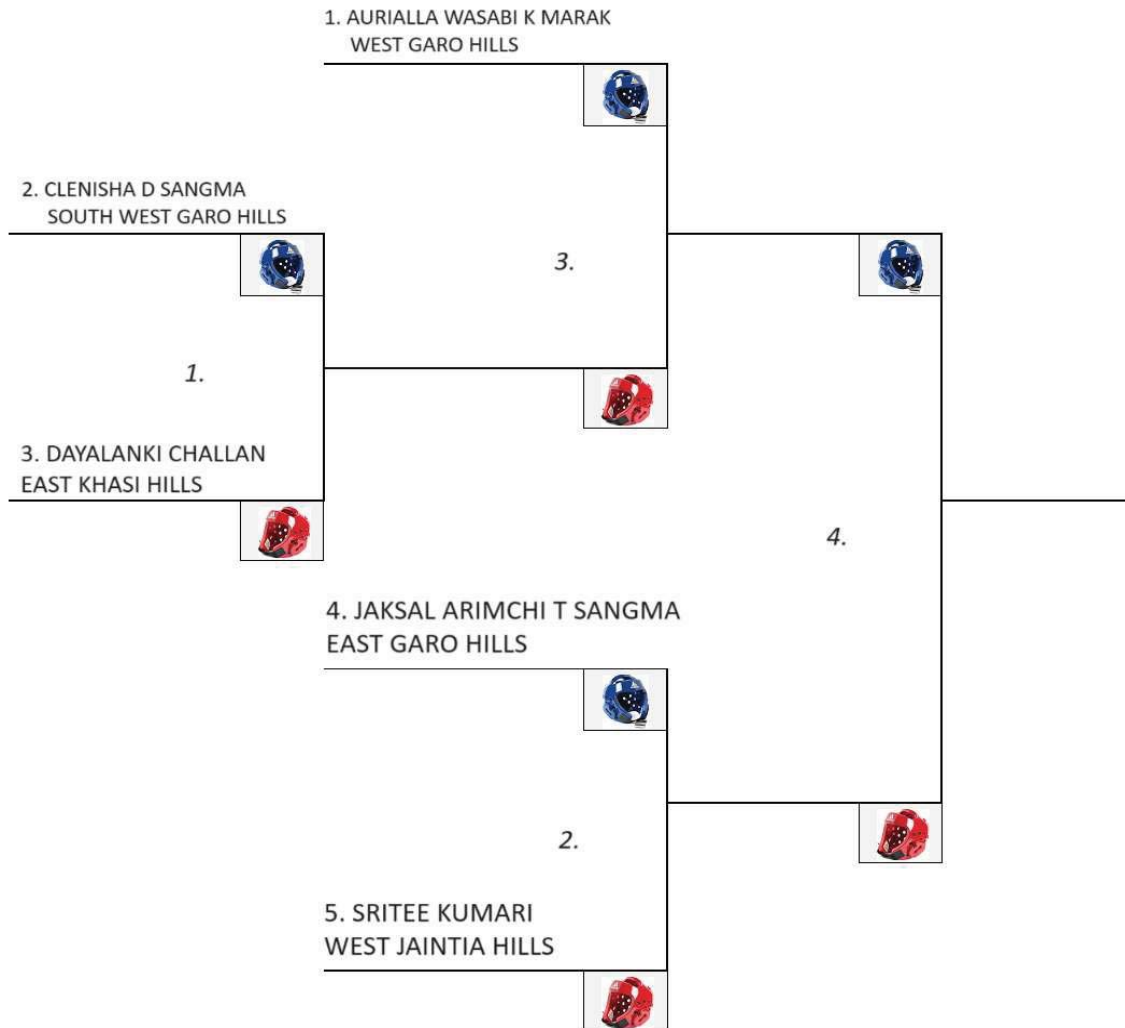 1. AURIALLA WASABI K MARAK
WEST GARO HILLS
2. CLENISHA D SANGMA
SOUTH WEST GARO HILLS
3.
1.
3. DAYALANKI CHALLAN
EAST KHASI HILLS
4.
4. JAKSAL ARIMCHI T SANGMA
EAST GARO HILLS
2.
5. SRITEE KUMARI
WEST JAINTIA HILLS